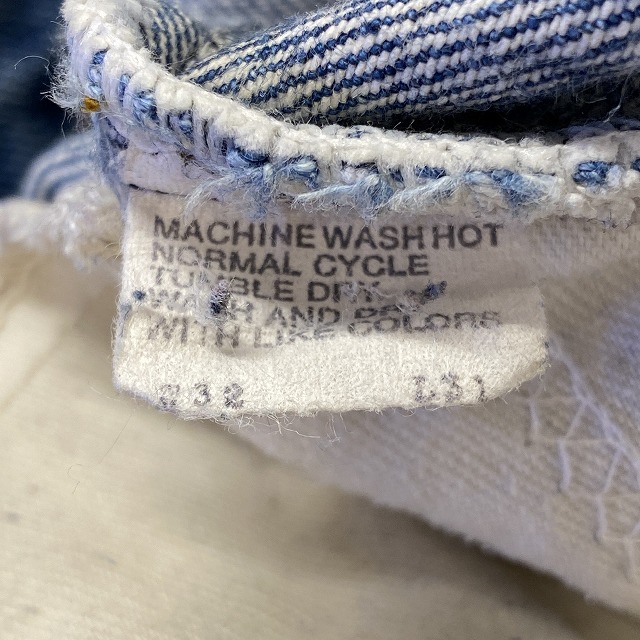 MACHINE WASH HOT
NORMAL CYCLE
TUMBLE DRY
WASH AND
WITH LIKE COLORS